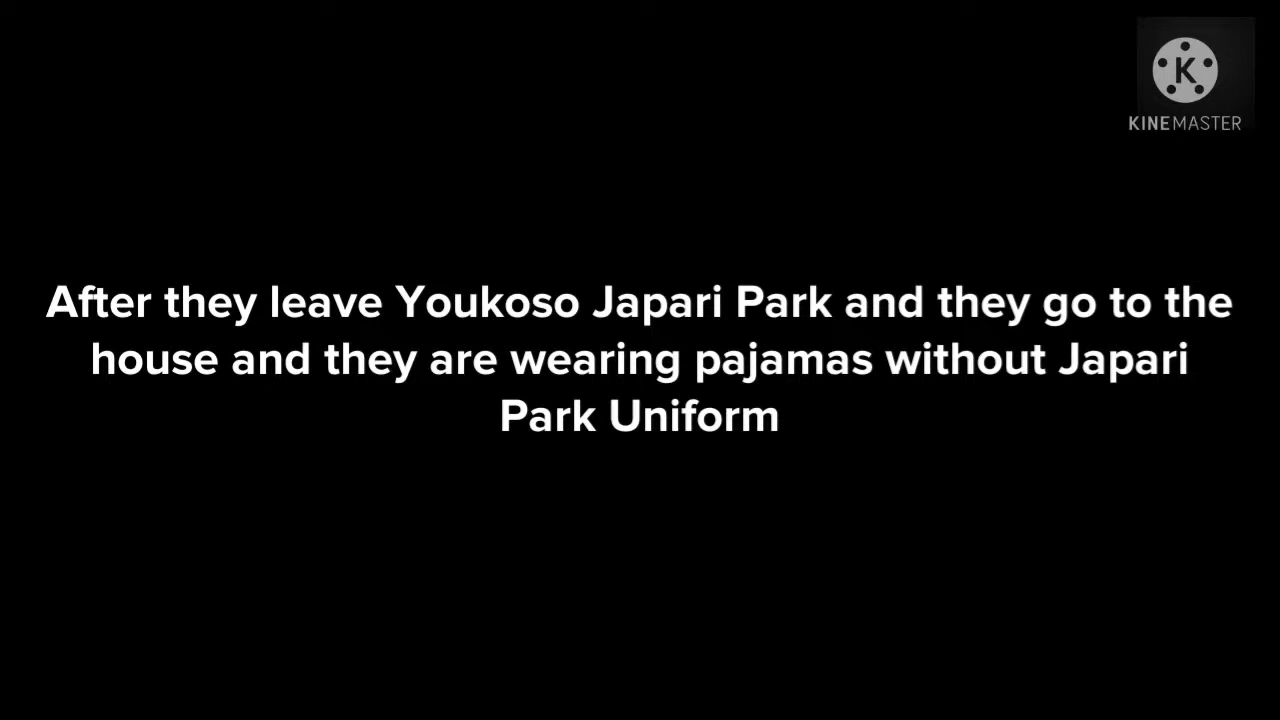 K
KINEMASTER
After they leave Youkoso Japari Park and they go to the
house and they are wearing pajamas without Japari
Park Uniform